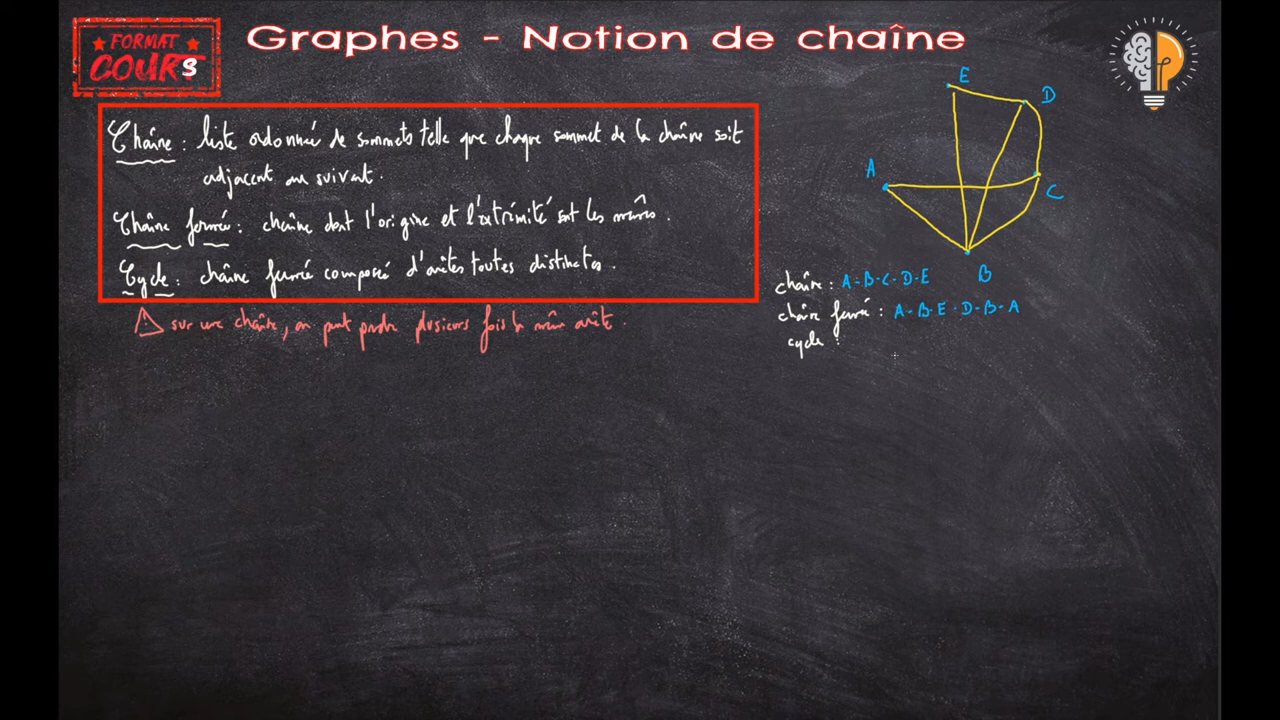 FORMAT
COURS
Graphes - Notion de chaîne
Chaîne : liste ordonnée de sommets telle que chaque sommet de la chaîne soit
adjacent au suivant.
Chaîne fermée : chaîne dont l'origine et l'extrémité sont les mêmes.
Cycle : chaîne fermée composée d'arêtes toutes distinctes.
⚠ sur une chaîne, on peut prendre plusieurs fois la même arête.
E
D
A
C
B
chaîne : A-B-C-D-E
chaîne fermée : A-B-E-D-B-A
cycle :